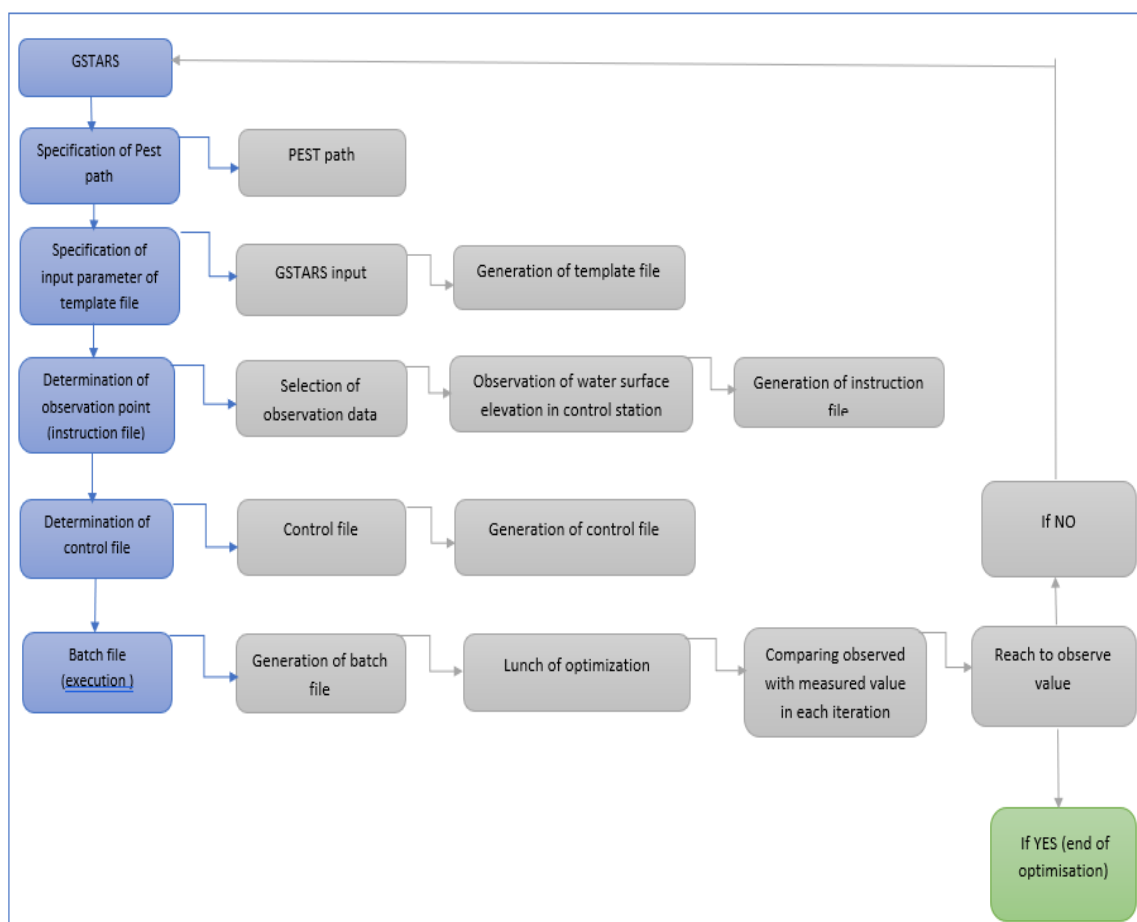 GSTARS
Specification of Pest
path
PEST path
Specification of
input parameter of
template file
GSTARS input
Generation of template file
Determination of
observation point
(instruction file)
Selection of
observation data
Observation of water surface
elevation in control station
Generation of instruction
file
Determination of
control file
Control file
Generation of control file
If NO
Batch file
(execution )
Generation of batch
file
Lunch of optimization
Comparing observed
with measured value
in each iteration
Reach to observe
value
If YES (end of
optimisation)